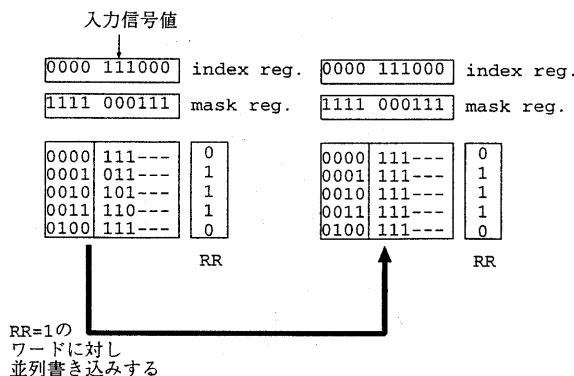 入力信号値
0000 111000 index reg. 0000 111000 index reg.
1111 000111 mask reg. 1111 000111 mask reg.
0000 111--- 0 0000 111--- 0
0001 011--- 1 0001 111--- 1
0010 101--- 1 0010 111--- 1
0011 110--- 1 0011 111--- 1
0100 111--- 0 0100 111--- 0
RR RR
RR=1の
ワードに対し
並列書き込みする